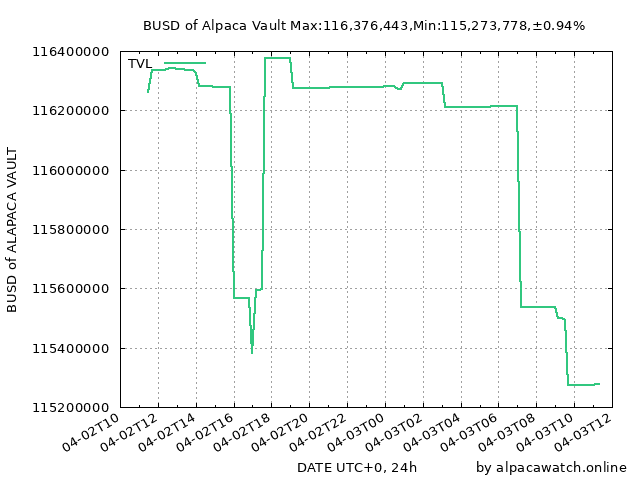 BUSD of Alpaca Vault Max:116,376,443,Min:115,273,778,±0.94%
TVL
116400000
116200000
116000000
115800000
115600000
115400000
115200000
BUSD of ALAPACA VAULT
04-02T10
04-02T12
04-02T14
04-02T16
04-02T18
04-02T20
04-02T22
04-03T00
04-03T02
04-03T04
04-03T06
04-03T08
04-03T10
04-03T12
DATE UTC+0, 24h
by alpacawatch.online